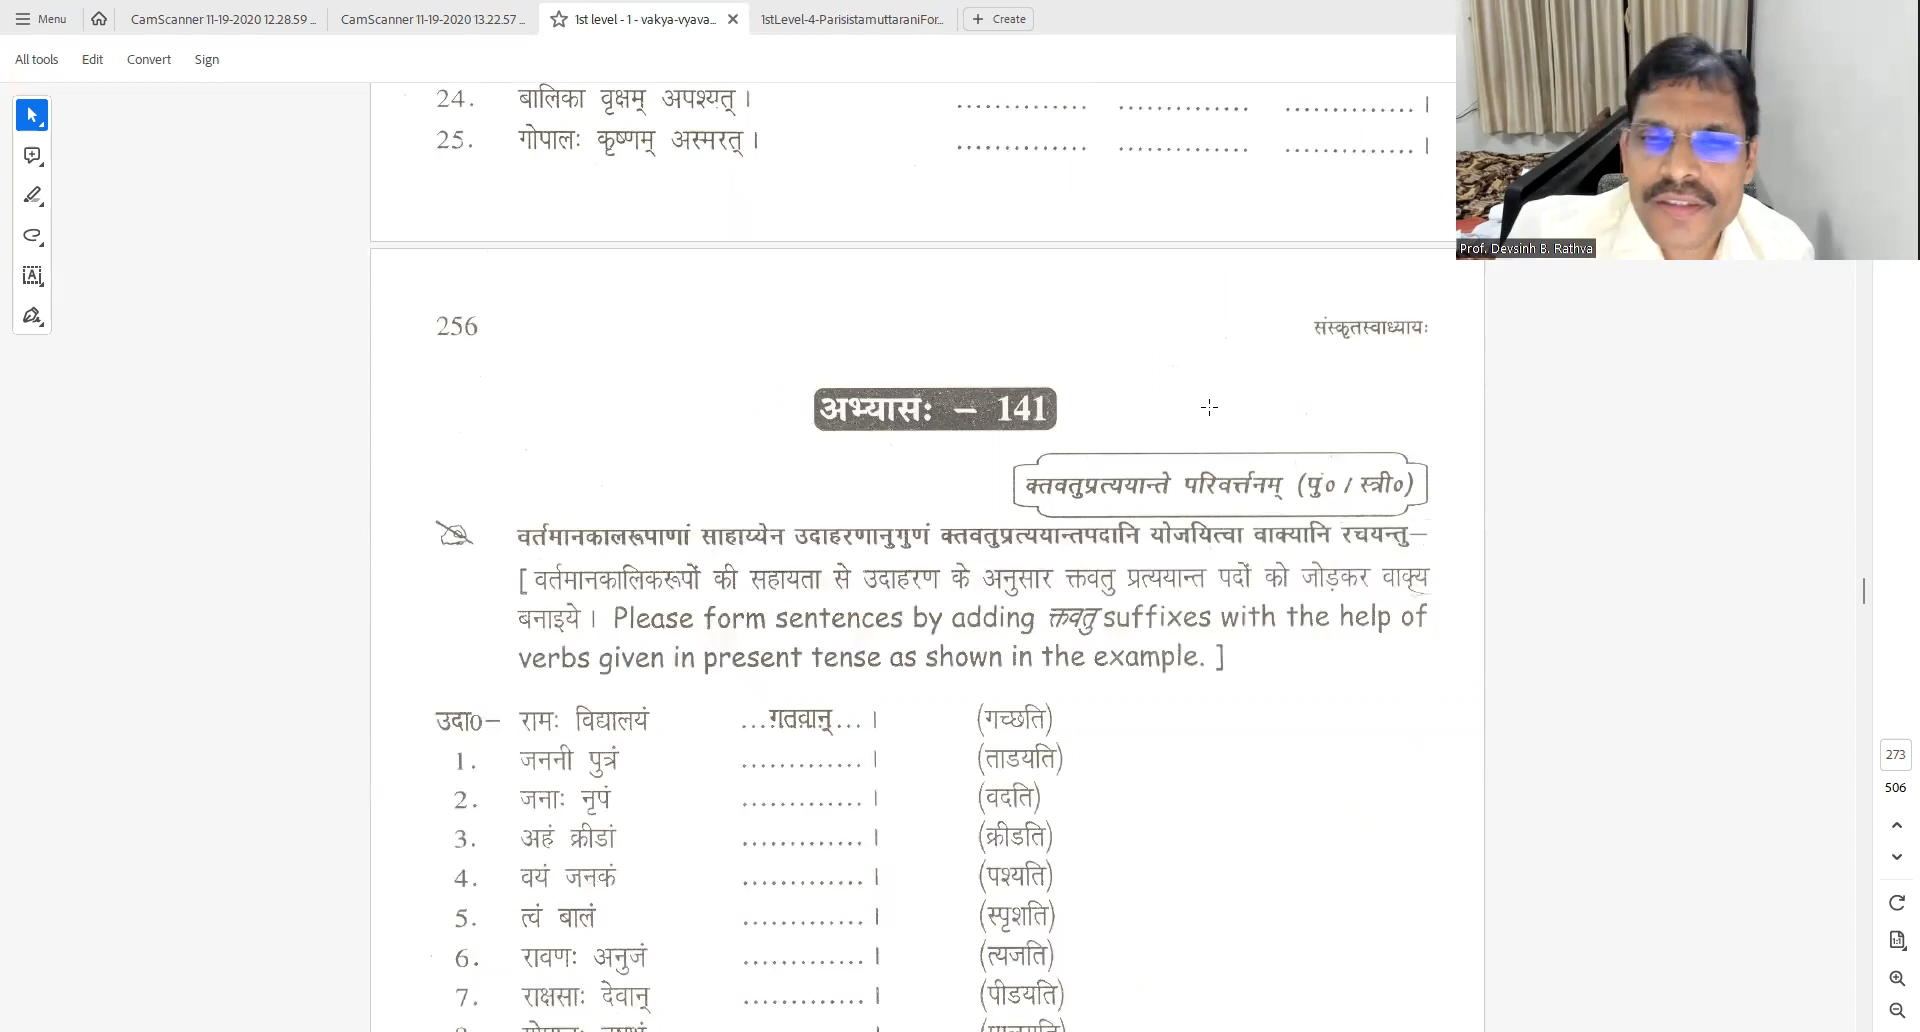 Menu CamScanner 11-19-2020 12.28.59 ... CamScanner 11-19-2020 13.22.57 ... 1st level - 1 - vakya-vyava... 1stLevel-4-ParisistamuttaraniFor... Create
All tools Edit Convert Sign
24. बालिका वृक्षम् अपश्यत् । ............. ............. ............. ।
25. गोपालः कृष्णम् अस्मरत् । ............. ............. ............. ।
Prof. Devsinh B. Rathva
256 संस्कृतस्वाध्यायः
अभ्यासः – 141
क्तवतुप्रत्ययान्ते परिवर्त्तनम् (पुं० / स्त्री०)
वर्तमानकालरूपाणां साहाय्येन उदाहरणानुगुणं क्तवतुप्रत्ययान्तपदानि योजयित्वा वाक्यानि रचयन्तु—
[ वर्तमानकालिकरूपों की सहायता से उदाहरण के अनुसार क्तवतु प्रत्ययान्त पदों को जोड़कर वाक्य
बनाइये । Please form sentences by adding क्तवतु suffixes with the help of
verbs given in present tense as shown in the example. ]
उदा०– रामः विद्यालयं ...गतवान्... । (गच्छति)
1. जननी पुत्रं ............. । (ताडयति)
2. जनाः नृपं ............. । (वदति)
3. अहं क्रीडां ............. । (क्रीडति)
4. वयं जनकं ............. । (पश्यति)
5. त्वं बालं ............. । (स्पृशति)
6. रावणः अनुजं ............. । (त्यजति)
7. राक्षसाः देवान् ............. । (पीडयति)
273
506